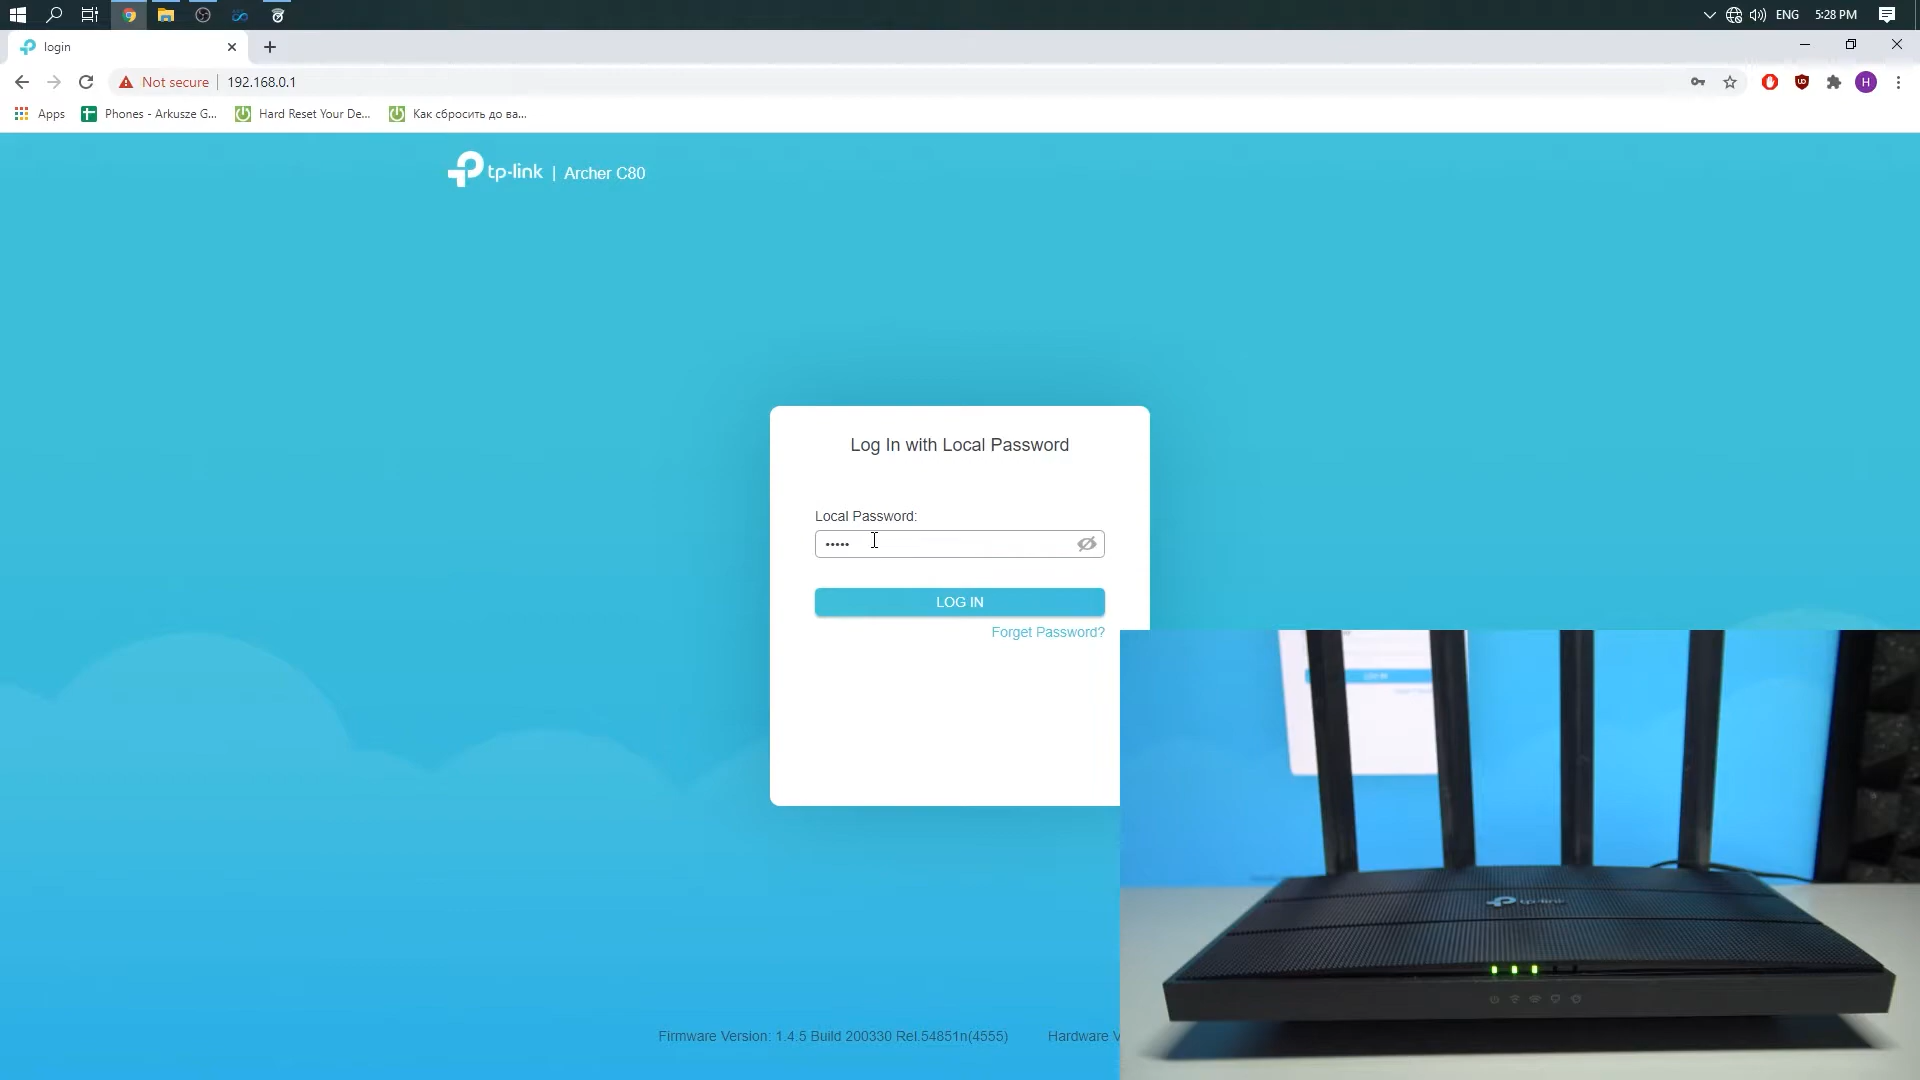 ENG
5:28 PM
login
Not secure
192.168.0.1
H
Apps
Phones - Arkusze G...
Hard Reset Your De...
Как сбросить до ва...
tp-link | Archer C80
Log In with Local Password
Local Password:
•••••
LOG IN
Forget Password?
Firmware Version: 1.4.5 Build 200330 Rel.54851n(4555)
Hardware V
tp-link